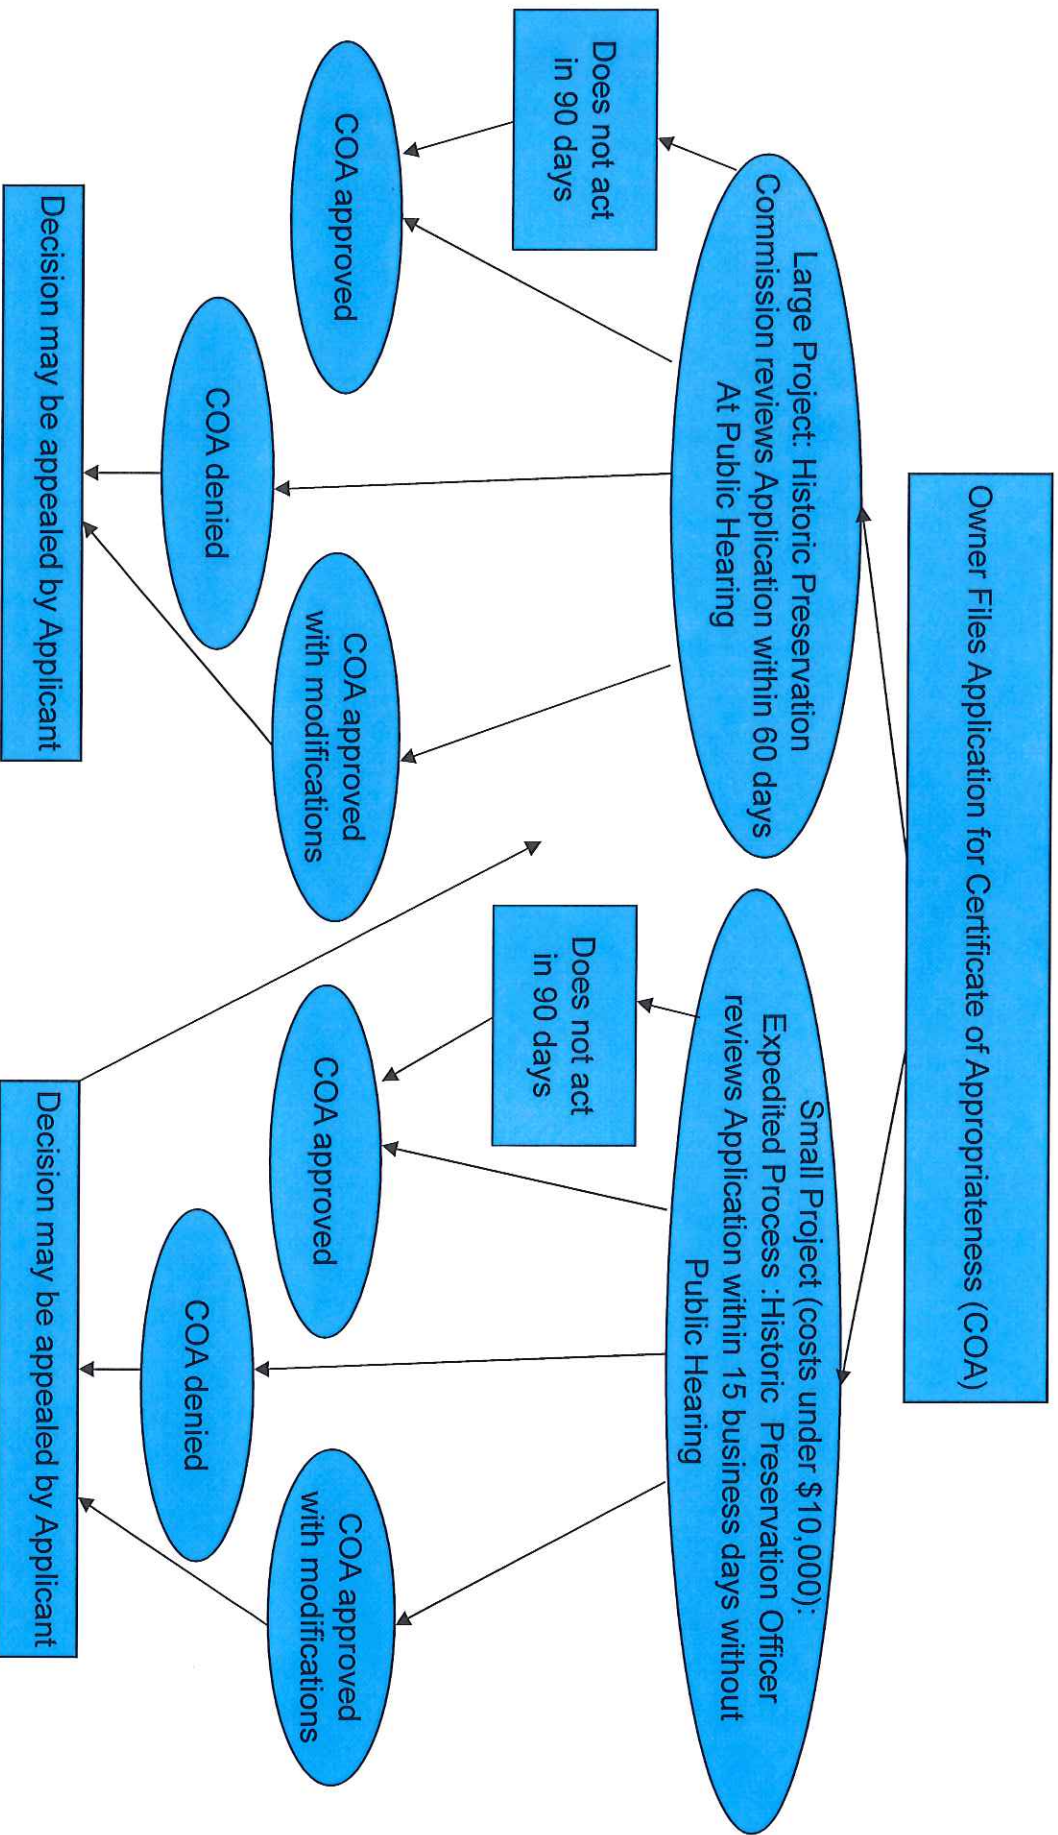 Owner Files Application for Certificate of Appropriateness (COA)
Large Project: Historic Preservation
Commission reviews Application within 60 days
At Public Hearing
Does not act
in 90 days
COA approved
COA denied
COA approved
with modifications
Decision may be appealed by Applicant
Small Project (costs under $10,000):
Expedited Process :Historic Preservation Officer
reviews Application within 15 business days without
Public Hearing
Does not act
in 90 days
COA approved
COA denied
COA approved
with modifications
Decision may be appealed by Applicant